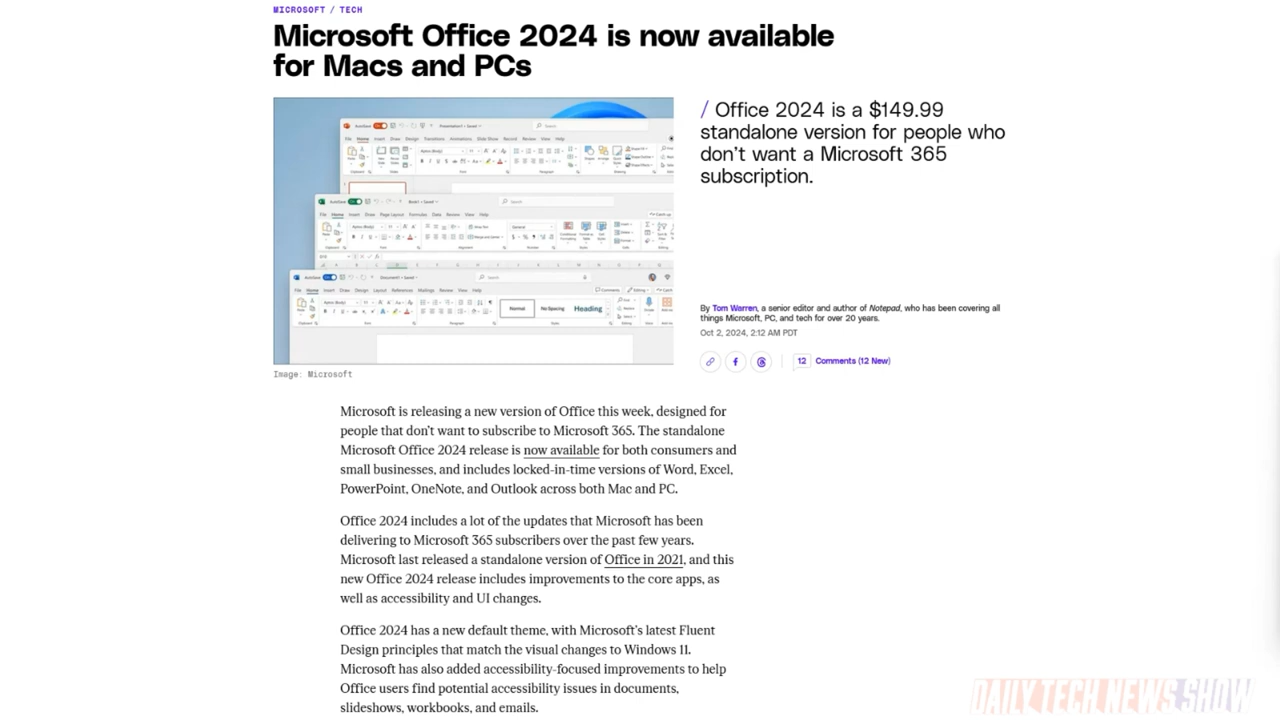 MICROSOFT / TECH
Microsoft Office 2024 is now available
for Macs and PCs
/ Office 2024 is a $149.99
standalone version for people who
don't want a Microsoft 365
subscription.
Normal
No Spacing
Heading
By Tom Warren, a senior editor and author of Notepad, who has been covering all
things Microsoft, PC, and tech for over 20 years.
Oct 2, 2024, 2:12 AM PDT
12 Comments (12 New)
Image: Microsoft
Microsoft is releasing a new version of Office this week, designed for
people that don't want to subscribe to Microsoft 365. The standalone
Microsoft Office 2024 release is now available for both consumers and
small businesses, and includes locked-in-time versions of Word, Excel,
PowerPoint, OneNote, and Outlook across both Mac and PC.
Office 2024 includes a lot of the updates that Microsoft has been
delivering to Microsoft 365 subscribers over the past few years.
Microsoft last released a standalone version of Office in 2021, and this
new Office 2024 release includes improvements to the core apps, as
well as accessibility and UI changes.
Office 2024 has a new default theme, with Microsoft's latest Fluent
Design principles that match the visual changes to Windows 11.
Microsoft has also added accessibility-focused improvements to help
Office users find potential accessibility issues in documents,
slideshows, workbooks, and emails.
DAILY TECH NEWS SHOW